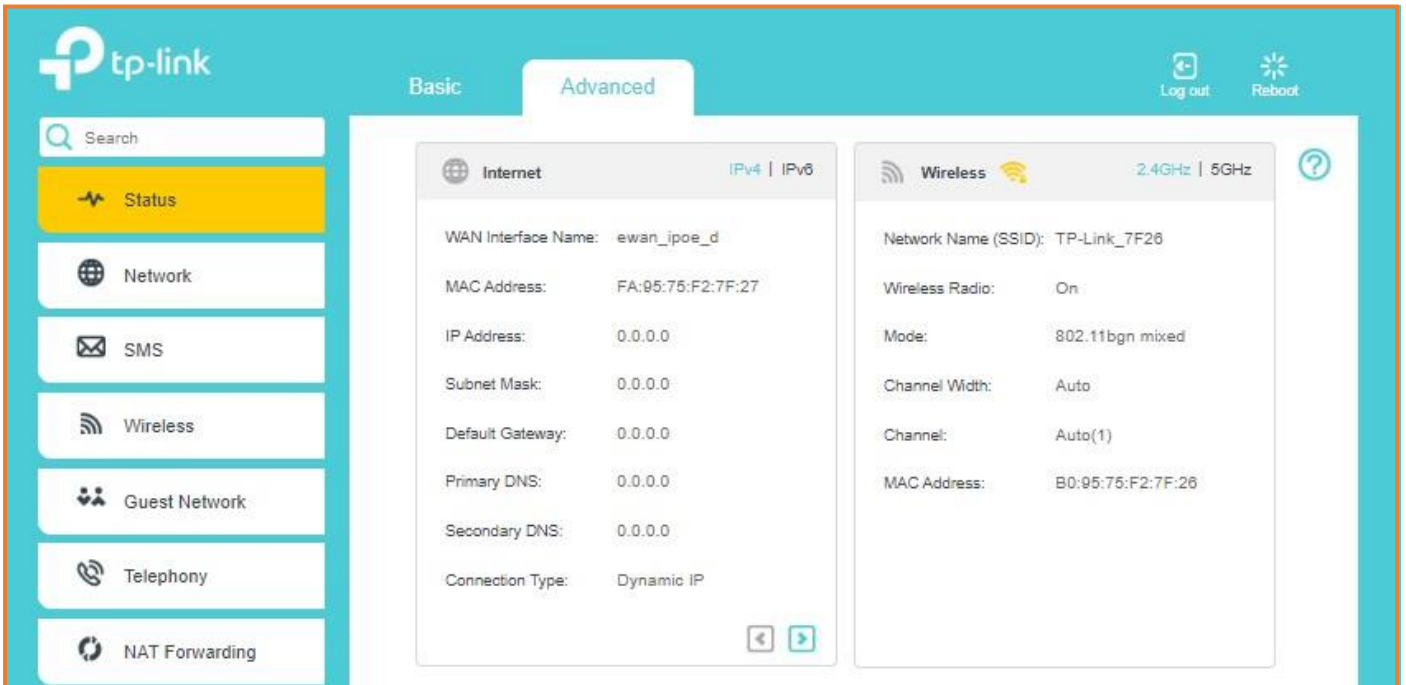 tp-link
Basic
Advanced
Log out
Reboot
Search
Status
Network
SMS
Wireless
Guest Network
Telephony
NAT Forwarding
Internet
IPv4 | IPv6
WAN Interface Name: ewan_ipoe_d
MAC Address: FA:95:75:F2:7F:27
IP Address: 0.0.0.0
Subnet Mask: 0.0.0.0
Default Gateway: 0.0.0.0
Primary DNS: 0.0.0.0
Secondary DNS: 0.0.0.0
Connection Type: Dynamic IP
Wireless
2.4GHz | 5GHz
Network Name (SSID): TP-Link_7F26
Wireless Radio: On
Mode: 802.11bgn mixed
Channel Width: Auto
Channel: Auto(1)
MAC Address: B0:95:75:F2:7F:26